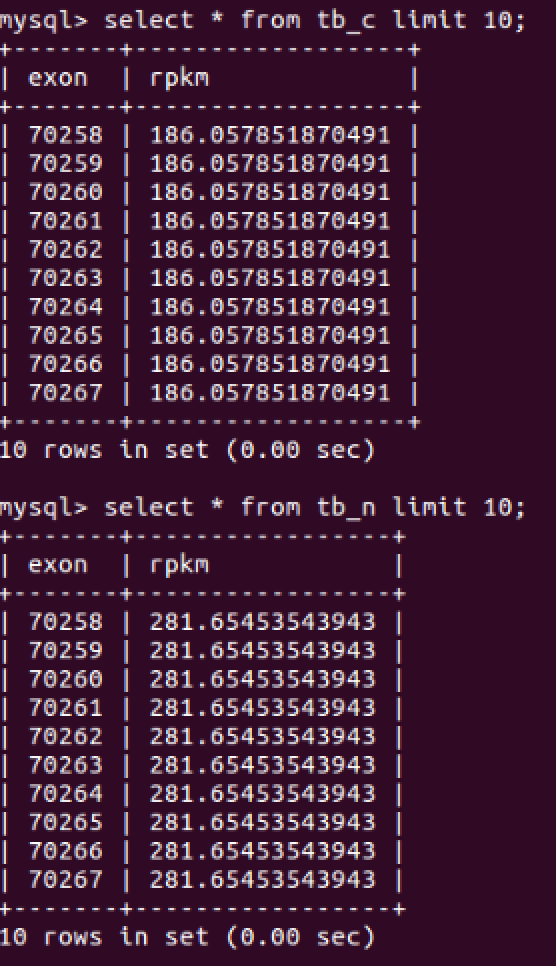 mysql> select * from tb_c limit 10;
+-------+------------------+
| exon  | rpkm             |
+-------+------------------+
| 70258 | 186.057851870491 |
| 70259 | 186.057851870491 |
| 70260 | 186.057851870491 |
| 70261 | 186.057851870491 |
| 70262 | 186.057851870491 |
| 70263 | 186.057851870491 |
| 70264 | 186.057851870491 |
| 70265 | 186.057851870491 |
| 70266 | 186.057851870491 |
| 70267 | 186.057851870491 |
+-------+------------------+
10 rows in set (0.00 sec)
mysql> select * from tb_n limit 10;
+-------+-----------------+
| exon  | rpkm            |
+-------+-----------------+
| 70258 | 281.65453543943 |
| 70259 | 281.65453543943 |
| 70260 | 281.65453543943 |
| 70261 | 281.65453543943 |
| 70262 | 281.65453543943 |
| 70263 | 281.65453543943 |
| 70264 | 281.65453543943 |
| 70265 | 281.65453543943 |
| 70266 | 281.65453543943 |
| 70267 | 281.65453543943 |
+-------+-----------------+
10 rows in set (0.00 sec)